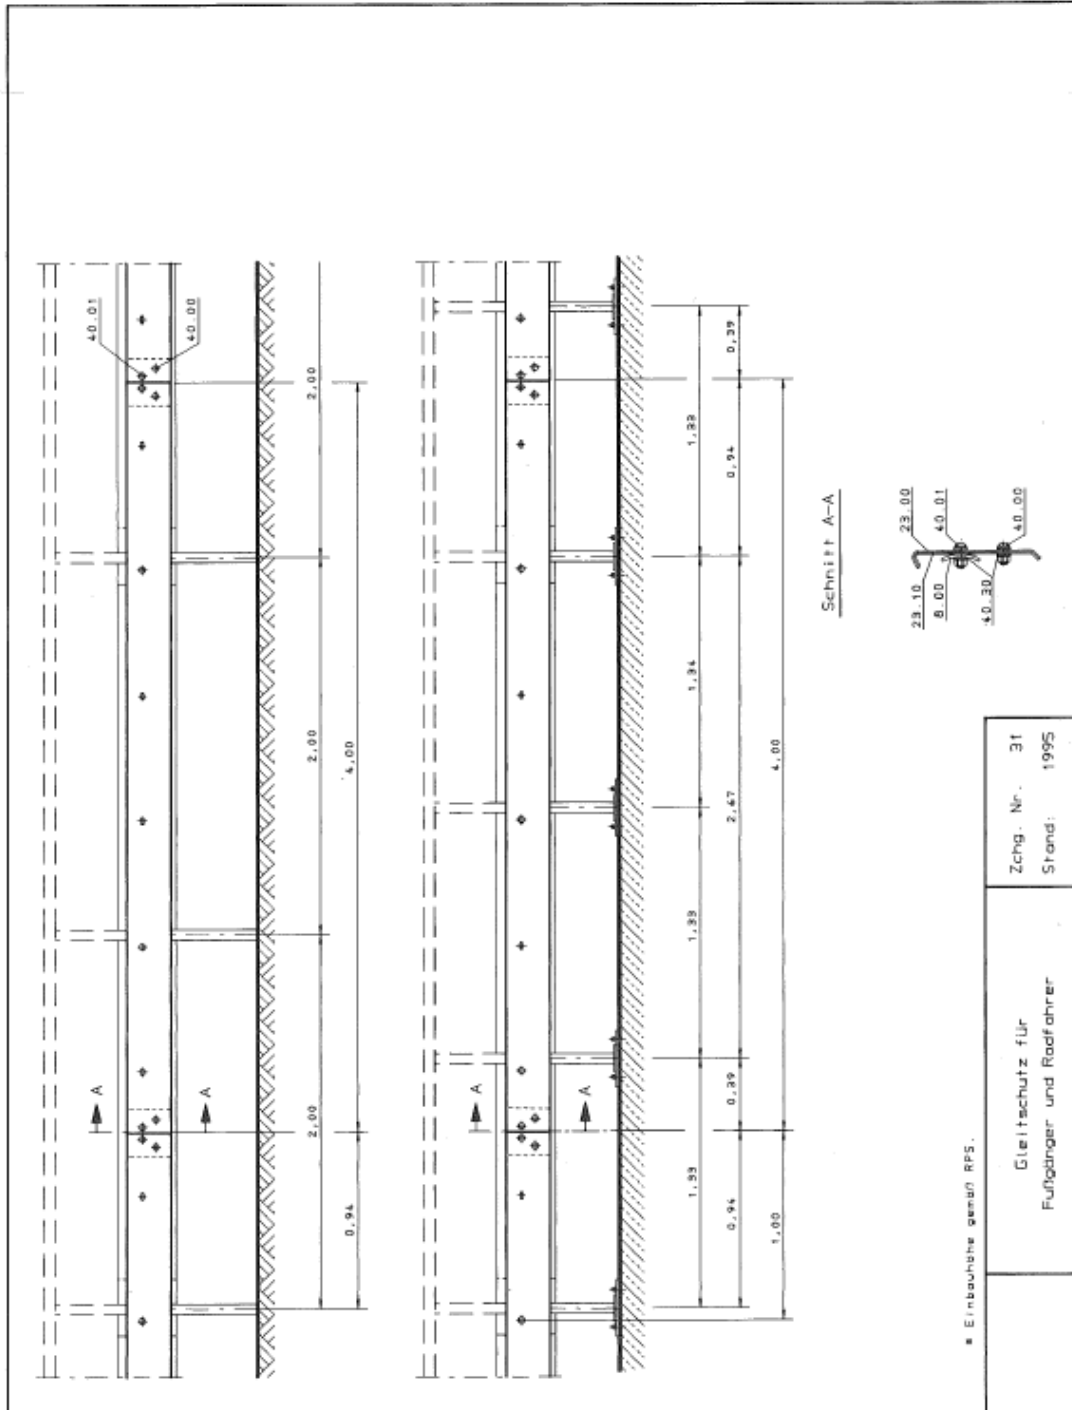 40.01
40.00
2,00
2,00
2,00
4,00
0,94
A
A
1,33
1,34
1,33
1,33
0,39
0,94
2,47
0,39
0,94
4,00
1,00
A
A
Schnitt A-A
23.00
40.01
40.00
23.10
8.00
40.30
* Einbauhöhe gemäß RPS.
Gleitschutz für
Fußgänger und Radfahrer
Zchg. Nr. 31
Stand: 1995